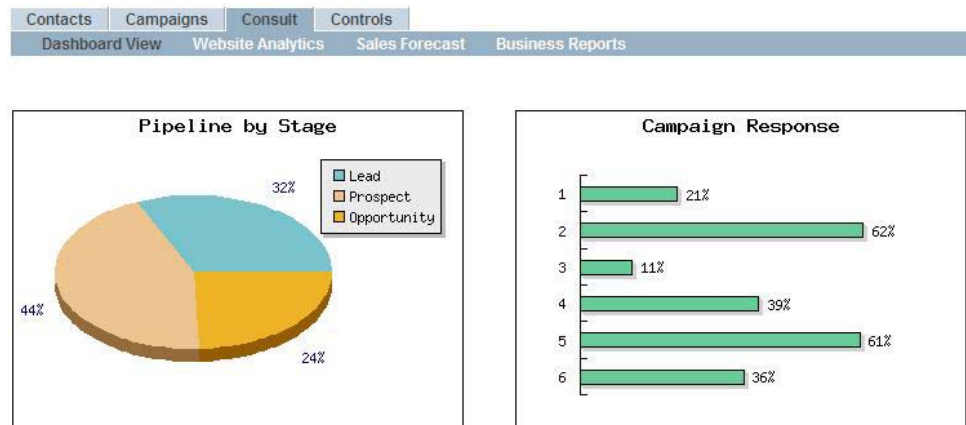 Contacts Campaigns Consult Controls
Dashboard View Website Analytics Sales Forecast Business Reports
Pipeline by Stage
32%
Lead
Prospect
Opportunity
44%
24%
Campaign Response
1 21%
2 62%
3 11%
4 39%
5 61%
6 36%